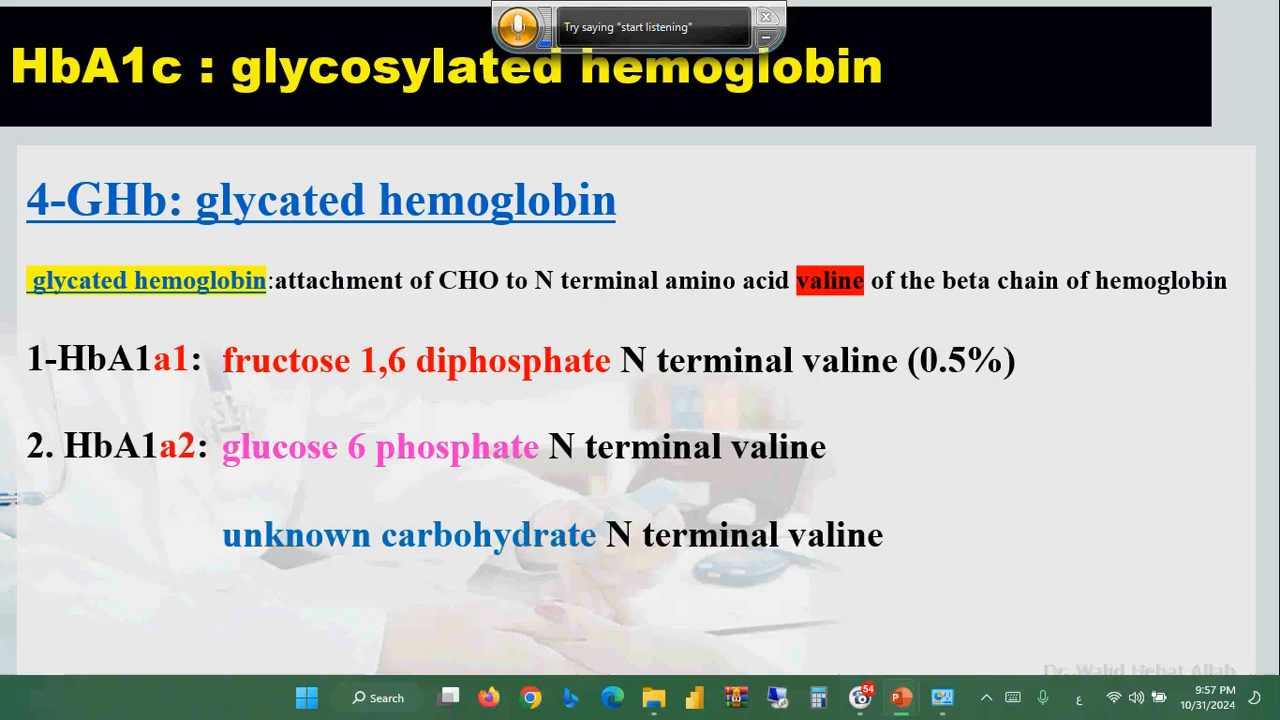 Try saying "start listening"
HbA1c : glycosylated hemoglobin
4-GHb: glycated hemoglobin
glycated hemoglobin:attachment of CHO to N terminal amino acid valine of the beta chain of hemoglobin
1-HbA1a1: fructose 1,6 diphosphate N terminal valine (0.5%)
2. HbA1a2: glucose 6 phosphate N terminal valine
unknown carbohydrate N terminal valine
Dr. Walid Hebat Allah
Search
54
ع
9:57 PM
10/31/2024